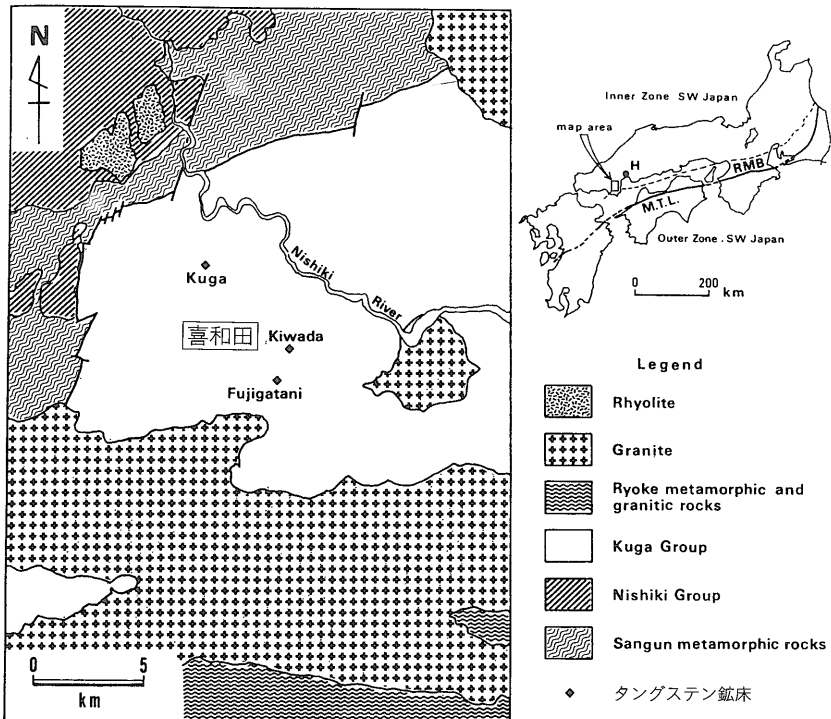 N
Kuga
Nishiki
River
喜和田
Kiwada
Fujigatani
0 5
km
Inner Zone SW Japan
map area
H
RMB
M.T.L.
Outer Zone . SW Japan
0 200
km
Legend
Rhyolite
Granite
Ryoke metamorphic and
granitic rocks
Kuga Group
Nishiki Group
Sangun metamorphic rocks
タングステン鉱床